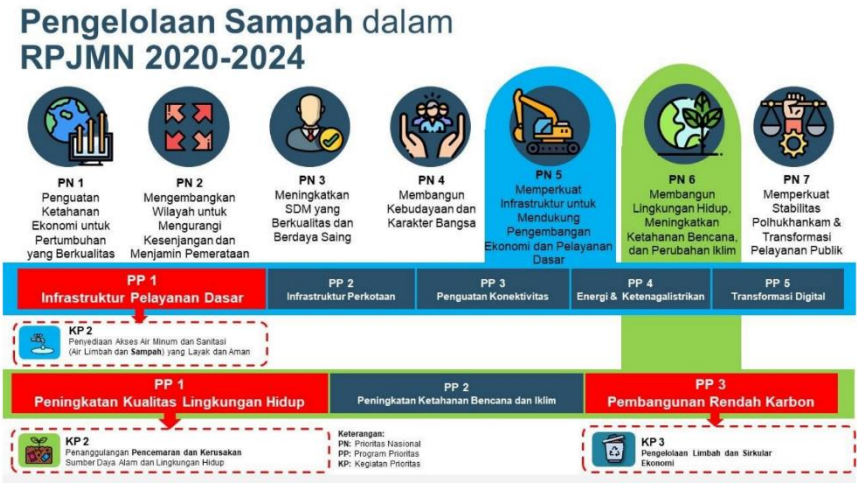 Pengelolaan Sampah dalam
RPJMN 2020-2024
PN 1
Penguatan
Ketahanan
Ekonomi untuk
Pertumbuhan
yang Berkualitas
PN 2
Mengembangkan
Wilayah untuk
Mengurangi
Kesenjangan dan
Menjamin Pemerataan
PN 3
Meningkatkan
SDM yang
Berkualitas dan
Berdaya Saing
PN 4
Membangun
Kebudayaan dan
Karakter Bangsa
PN 5
Memperkuat
Infrastruktur untuk
Mendukung
Pengembangan
Ekonomi dan Pelayanan
Dasar
PN 6
Membangun
Lingkungan Hidup,
Meningkatkan
Ketahanan Bencana,
dan Perubahan Iklim
PN 7
Memperkuat
Stabilitas
Polhukhankam &
Transformasi
Pelayanan Publik
PP 1
Infrastruktur Pelayanan Dasar
PP 2
Infrastruktur Perkotaan
PP 3
Penguatan Konektivitas
PP 4
Energi & Ketenagalistrikan
PP 5
Transformasi Digital
KP 2
Penyediaan Akses Air Minum dan Sanitasi
(Air Limbah dan Sampah) yang Layak dan Aman
PP 1
Peningkatan Kualitas Lingkungan Hidup
PP 2
Peningkatan Ketahanan Bencana dan Iklim
PP 3
Pembangunan Rendah Karbon
KP 2
Penanggulangan Pencemaran dan Kerusakan
Sumber Daya Alam dan Lingkungan Hidup
Keterangan:
PN: Prioritas Nasional
PP: Program Prioritas
KP: Kegiatan Prioritas
KP 3
Pengelolaan Limbah dan Sirkular
Ekonomi